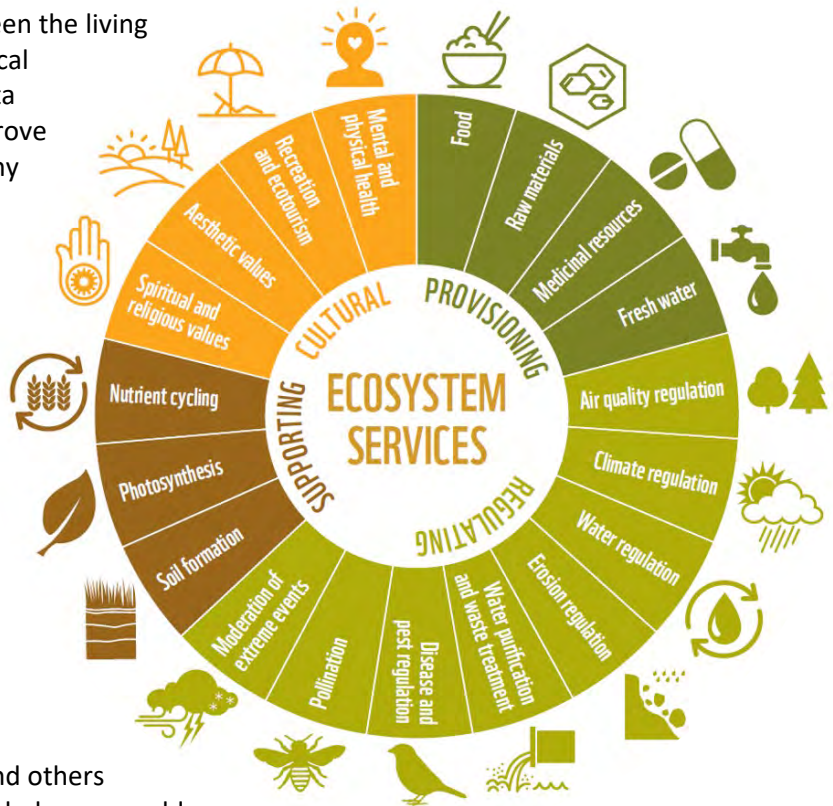 een the living
ical
ta
rove
ny
Mental and
physical health
Food
Raw materials
Medicinal resources
Fresh water
Air quality regulation
Climate regulation
Water regulation
Erosion regulation
Water purification
and waste treatment
Disease and
pest regulation
Pollination
Moderation of
extreme events
Soil formation
Photosynthesis
Nutrient cycling
Spiritual and
religious values
Aesthetic values
Recreation
and ecotourism
CULTURAL
PROVISIONING
REGULATING
SUPPORTING
ECOSYSTEM
SERVICES
nd others